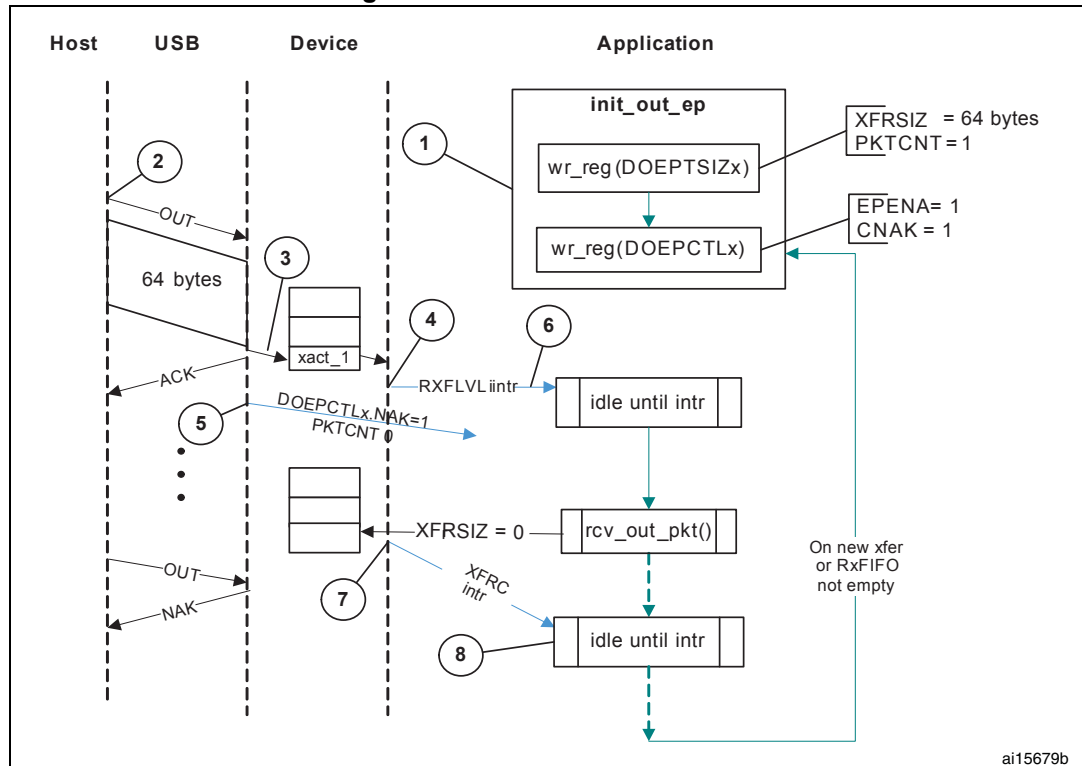 Host USB Device Application
init_out_ep
XFRSIZ = 64 bytes
PKTCNT = 1
1
wr_reg(DOEPTSIZx)
2
OUT
EPENA= 1
CNAK = 1
wr_reg(DOEPCTLx)
3
64 bytes
4
6
xact_1
ACK
RXFLVL iintr
idle until intr
DOEPCTLx.NAK=1
PKTCNT 0
5
XFRSIZ = 0
rcv_out_pkt()
On new xfer
or RxFIFO
not empty
OUT
XFRC
intr
7
NAK
idle until intr
8
ai15679b